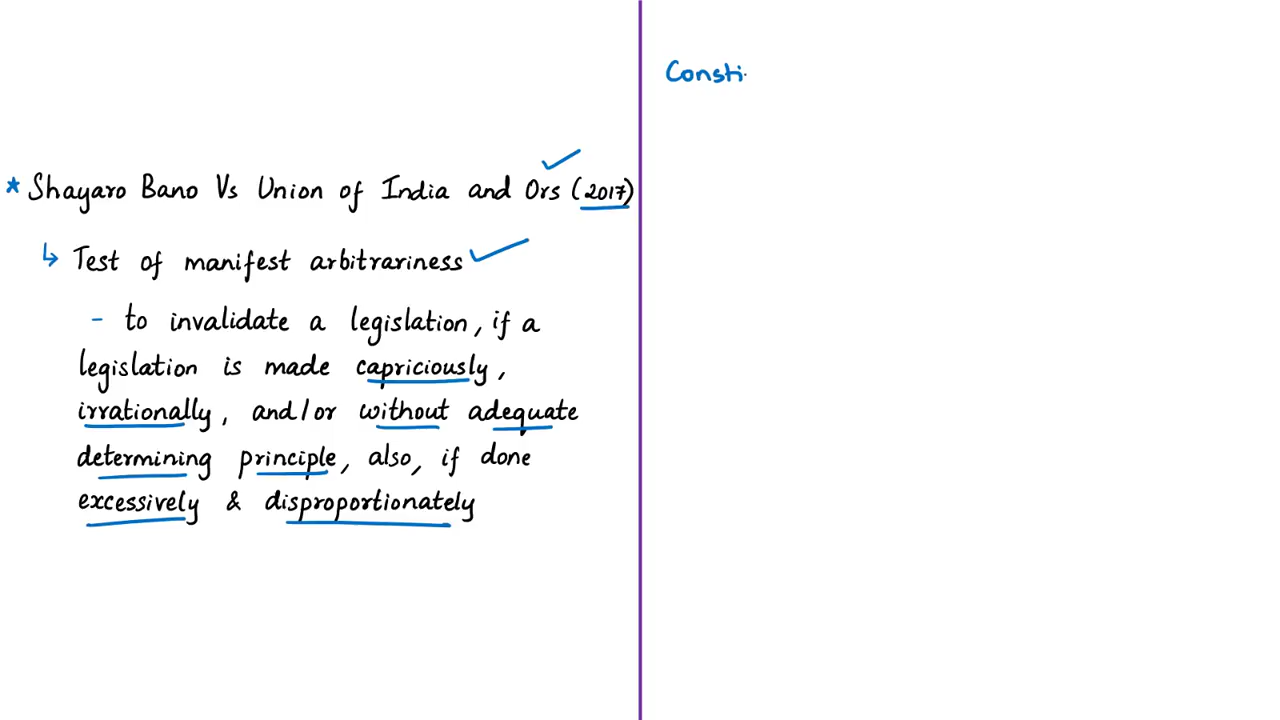 * Shayaro Bano Vs Union of India and Ors (2017)
↳ Test of manifest arbitrariness
- to invalidate a legislation, if a
legislation is made capriciously,
irrationally, and/or without adequate
determining principle, also, if done
excessively & disproportionately
Consti